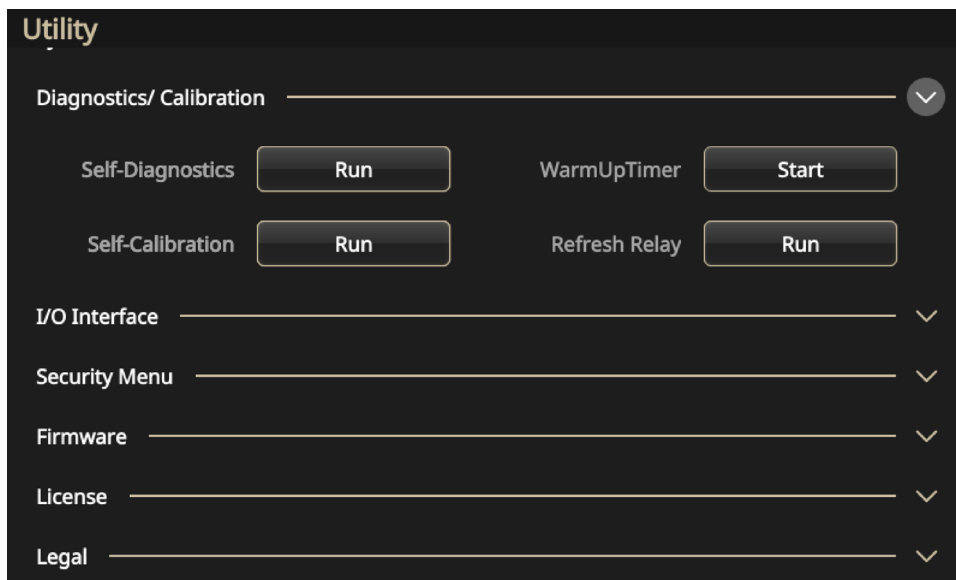 Utility
Diagnostics/ Calibration
Self-Diagnostics Run WarmUpTimer Start
Self-Calibration Run Refresh Relay Run
I/O Interface
Security Menu
Firmware
License
Legal